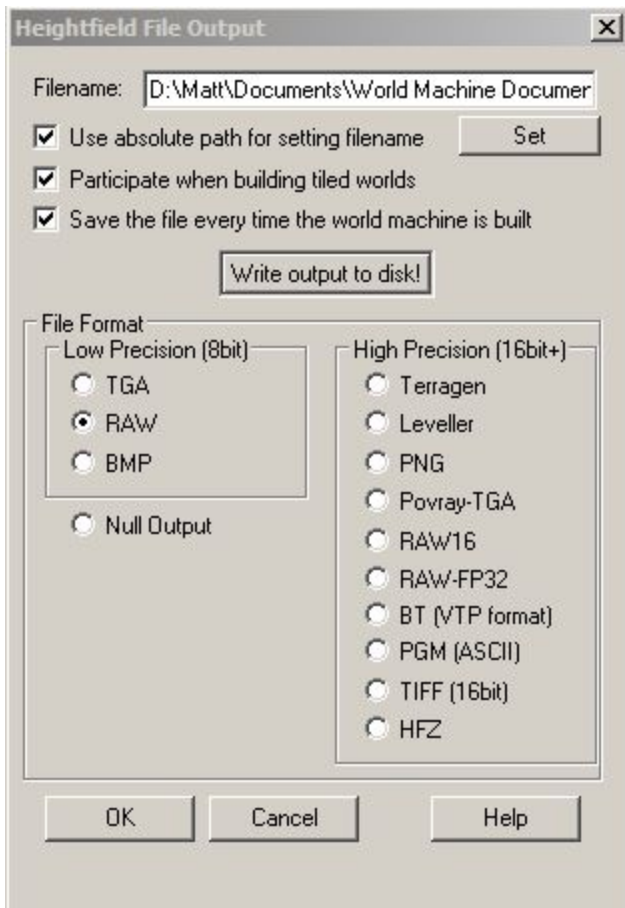 Heightfield File Output
Filename: D:\Matt\Documents\World Machine Documer
Use absolute path for setting filename Set
Participate when building tiled worlds
Save the file every time the world machine is built
Write output to disk!
File Format
Low Precision (8bit)
TGA
RAW
BMP
Null Output
High Precision (16bit+)
Terragen
Leveller
PNG
Povray-TGA
RAW16
RAW-FP32
BT (VTP format)
PGM (ASCII)
TIFF (16bit)
HFZ
OK Cancel Help